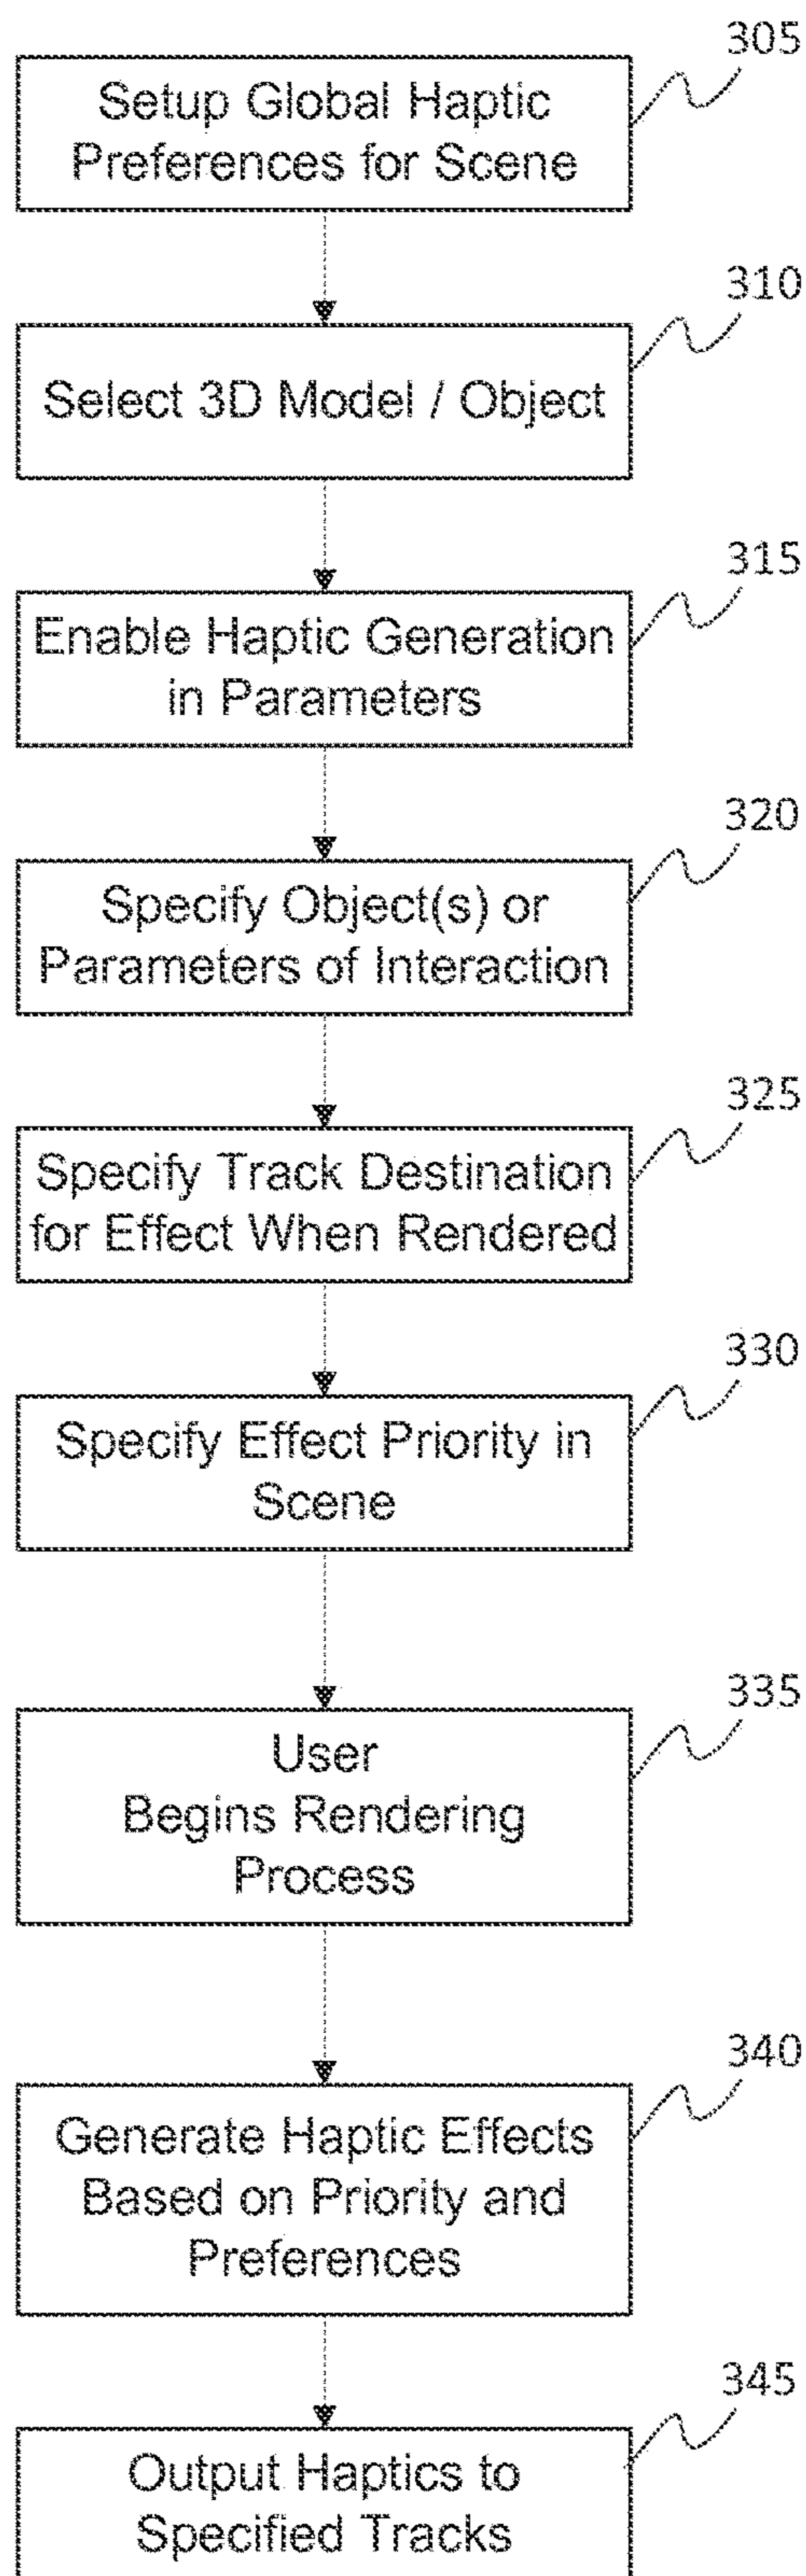 305
Setup Global Haptic
Preferences for Scene
310
Select 3D Model / Object
315
Enable Haptic Generation
in Parameters
320
Specify Object(s) or
Parameters of Interaction
325
Specify Track Destination
for Effect When Rendered
330
Specify Effect Priority in
Scene
335
User
Begins Rendering
Process
340
Generate Haptic Effects
Based on Priority and
Preferences
345
Output Haptics to
Specified Tracks